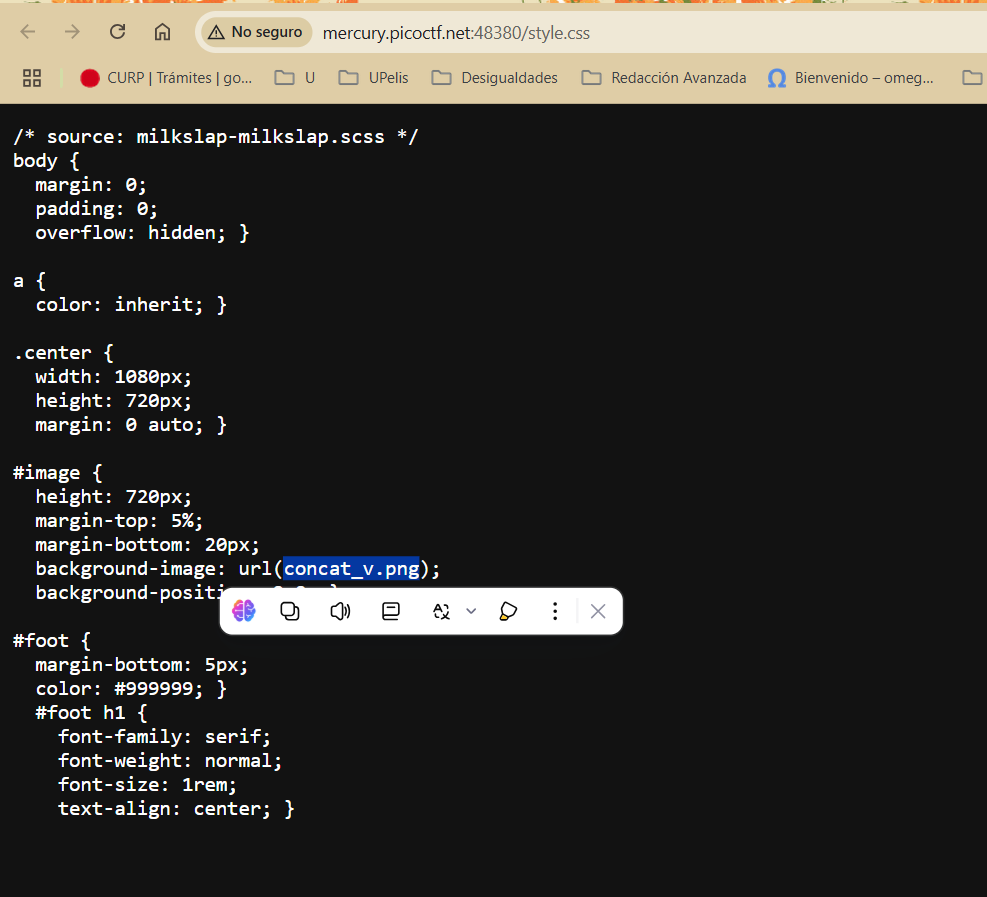 No seguro
mercury.picoctf.net:48380/style.css
CURP | Trámites | go...
U
UPelis
Desigualdades
Redacción Avanzada
Bienvenido – omeg...
/* source: milkslap-milkslap.scss */
body {
  margin: 0;
  padding: 0;
  overflow: hidden; }
a {
  color: inherit; }
.center {
  width: 1080px;
  height: 720px;
  margin: 0 auto; }
#image {
  height: 720px;
  margin-top: 5%;
  margin-bottom: 20px;
  background-image: url(concat_v.png);
#foot {
  margin-bottom: 5px;
  color: #999999; }
  #foot h1 {
    font-family: serif;
    font-weight: normal;
    font-size: 1rem;
    text-align: center; }